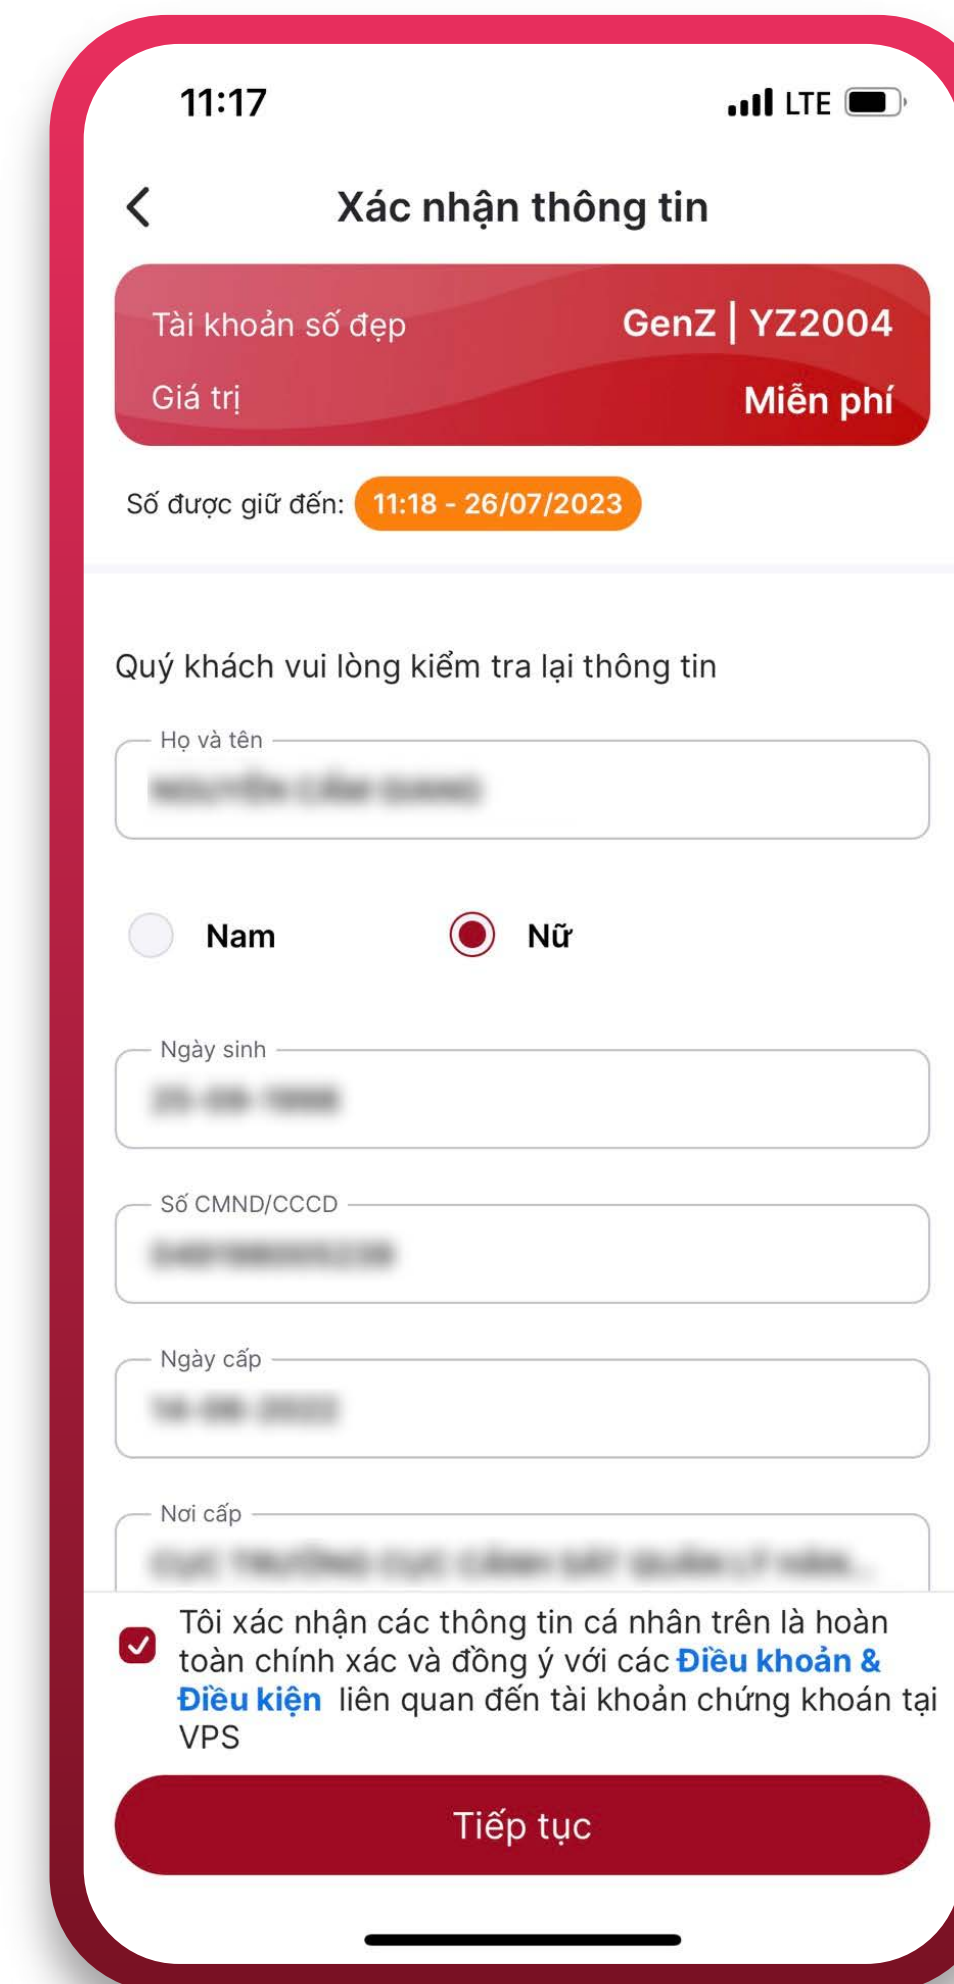 11:17
LTE
Xác nhận thông tin
Tài khoản số đẹp GenZ | YZ2004
Giá trị Miễn phí
Số được giữ đến: 11:18 - 26/07/2023
Quý khách vui lòng kiểm tra lại thông tin
Họ và tên
Nam Nữ
Ngày sinh
Số CMND/CCCD
Ngày cấp
Nơi cấp
Tôi xác nhận các thông tin cá nhân trên là hoàn
toàn chính xác và đồng ý với các Điều khoản &
Điều kiện liên quan đến tài khoản chứng khoán tại
VPS
Tiếp tục